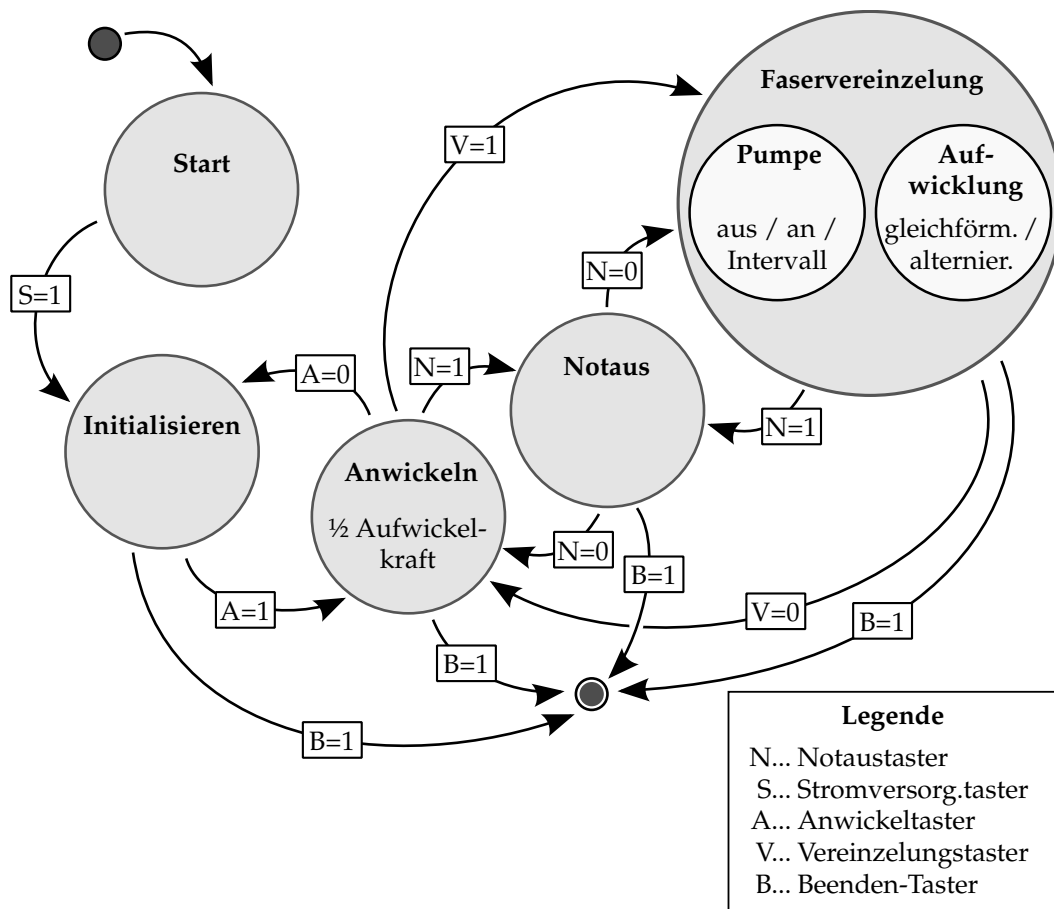 Start
S=1
Initialisieren
A=0
A=1
B=1
Anwickeln
½ Aufwickel-
kraft
V=1
N=1
B=1
Notaus
N=0
N=1
N=0
B=1
Faservereinzelung
Pumpe
aus / an /
Intervall
Auf-
wicklung
gleichförm. /
alternier.
V=0
B=1
Legende
N... Notaustaster
S... Stromversorg.taster
A... Anwickeltaster
V... Vereinzelungstaster
B... Beenden-Taster